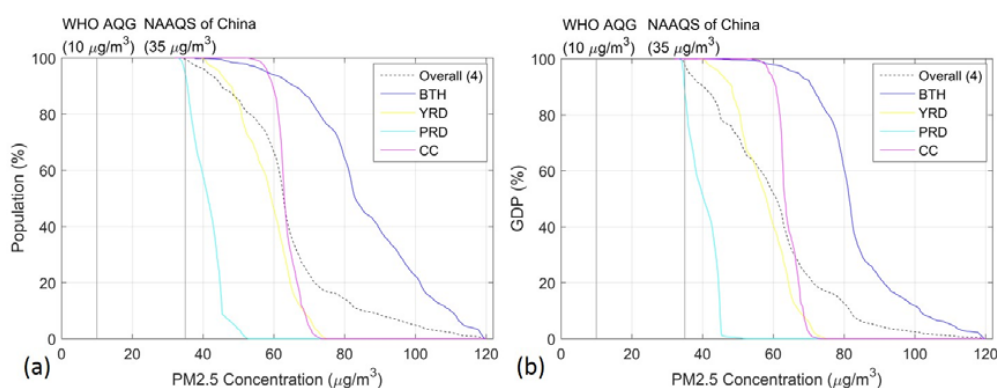 WHO AQG NAAQS of China
(10 μg/m³) (35 μg/m³)
100
80
60
40
20
0
Population (%)
Overall (4)
BTH
YRD
PRD
CC
0 20 40 60 80 100 120
(a)
PM2.5 Concentration (μg/m³)
WHO AQG NAAQS of China
(10 μg/m³) (35 μg/m³)
100
80
60
40
20
0
GDP (%)
Overall (4)
BTH
YRD
PRD
CC
0 20 40 60 80 100 120
(b)
PM2.5 Concentration (μg/m³)